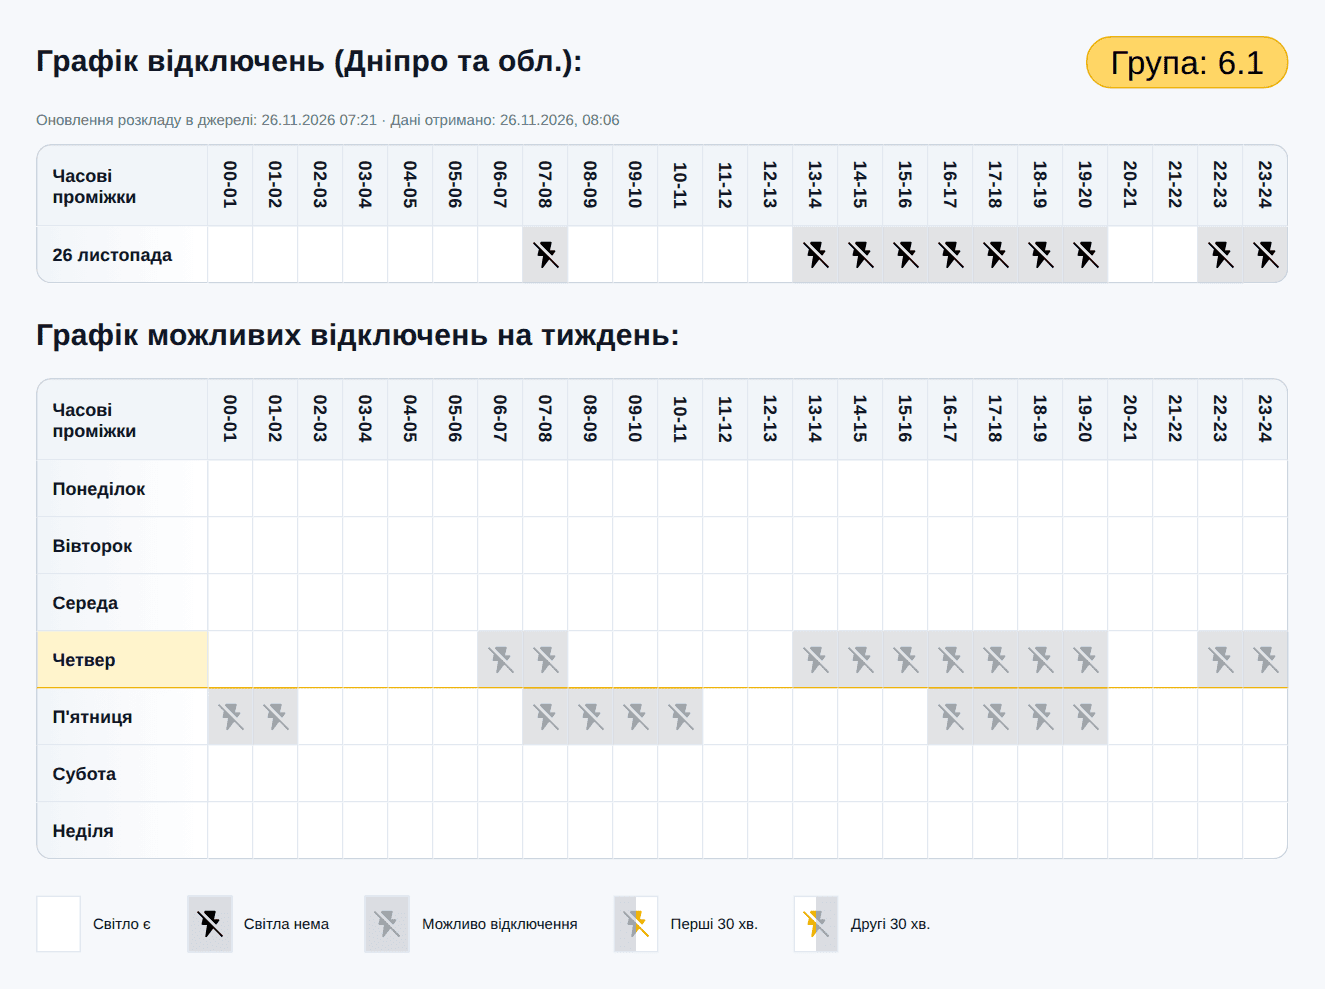 Графік відключень (Дніпро та обл.):
Група: 6.1
Оновлення розкладу в джерелі: 26.11.2026 07:21 · Дані отримано: 26.11.2026, 08:06
Часові
проміжки
00-01 01-02 02-03 03-04 04-05 05-06 06-07 07-08 08-09 09-10 10-11 11-12 12-13 13-14 14-15 15-16 16-17 17-18 18-19 19-20 20-21 21-22 22-23 23-24
26 листопада
Графік можливих відключень на тиждень:
Часові
проміжки
00-01 01-02 02-03 03-04 04-05 05-06 06-07 07-08 08-09 09-10 10-11 11-12 12-13 13-14 14-15 15-16 16-17 17-18 18-19 19-20 20-21 21-22 22-23 23-24
Понеділок
Вівторок
Середа
Четвер
П'ятниця
Субота
Неділя
Світло є
Світла нема
Можливо відключення
Перші 30 хв.
Другі 30 хв.